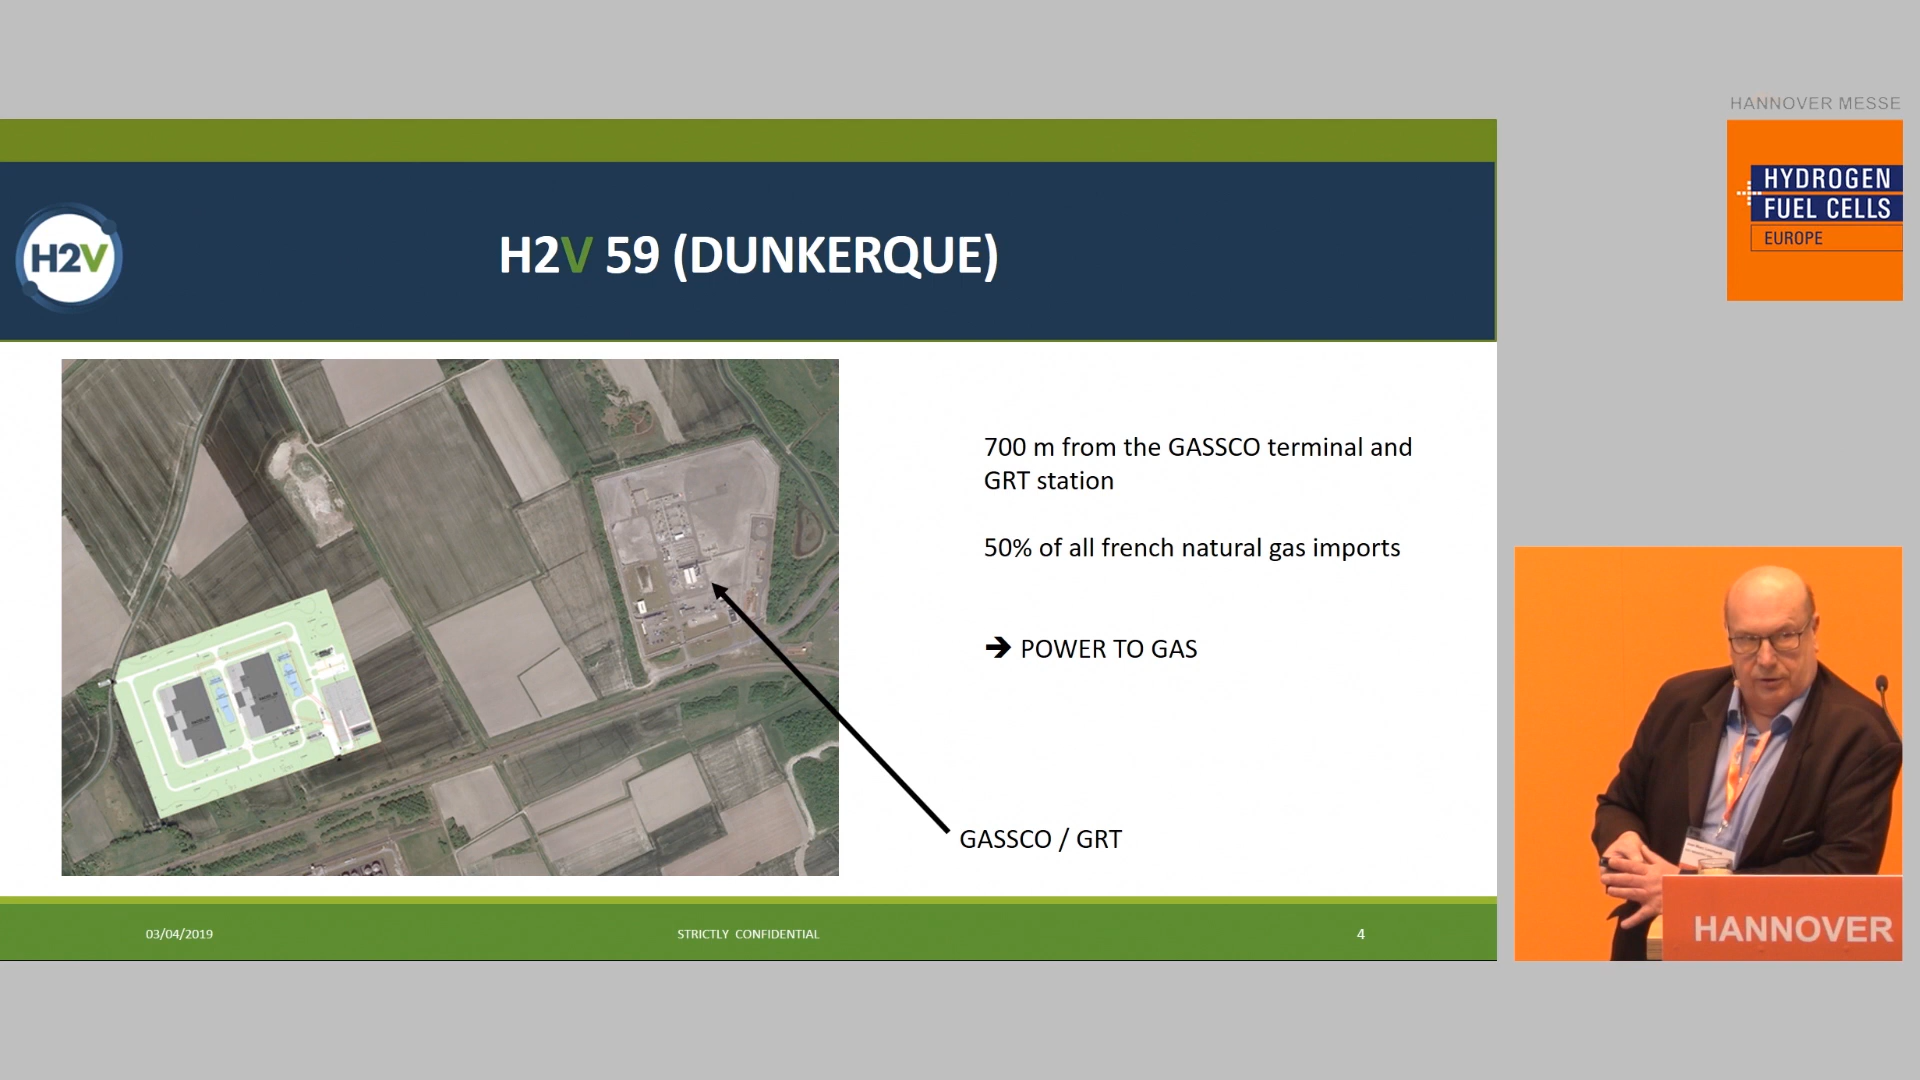 HANNOVER MESSE
HYDROGEN
FUEL CELLS
EUROPE
H2V
H2V 59 (DUNKERQUE)
700 m from the GASSCO terminal and
GRT station
50% of all french natural gas imports
➔ POWER TO GAS
GASSCO / GRT
03/04/2019
STRICTLY CONFIDENTIAL
4
HANNOVER